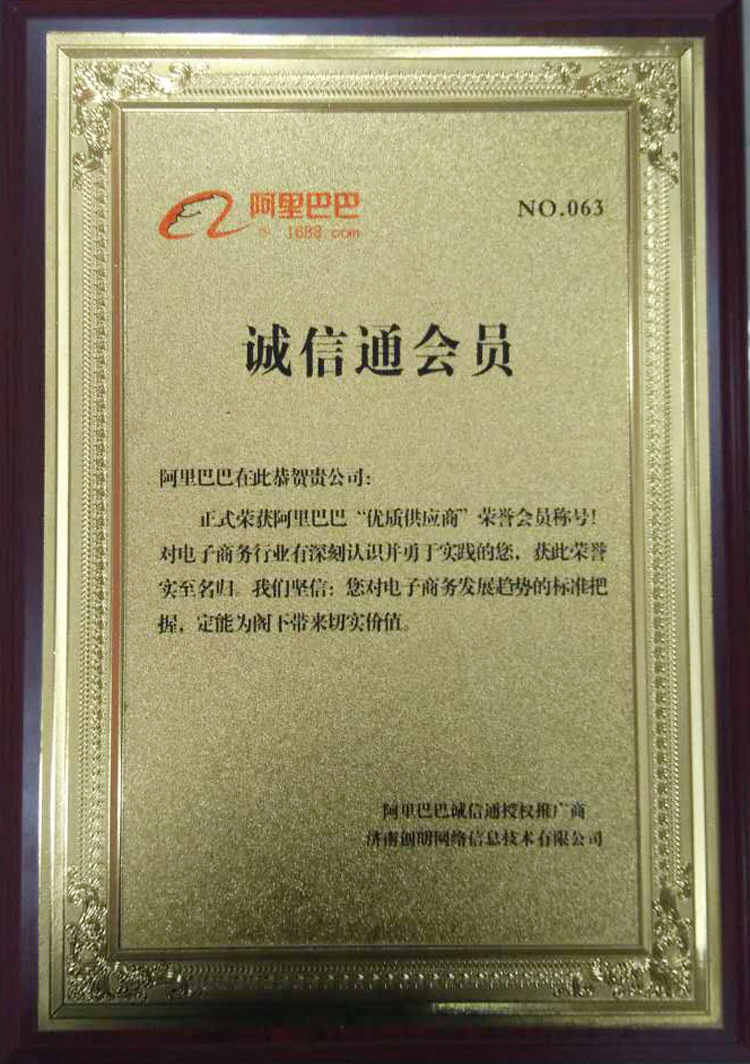 阿里巴巴
1688.com
NO.063
诚信通会员
阿里巴巴在此恭贺贵公司：
正式荣获阿里巴巴“优质供应商”荣誉会员称号！
对电子商务行业有深刻认识并勇于实践的您，获此荣誉
实至名归。我们坚信：您对电子商务发展趋势的标准把
握，定能为阁下带来切实价值。
阿里巴巴诚信通授权推广商
济南创期网络信息技术有限公司